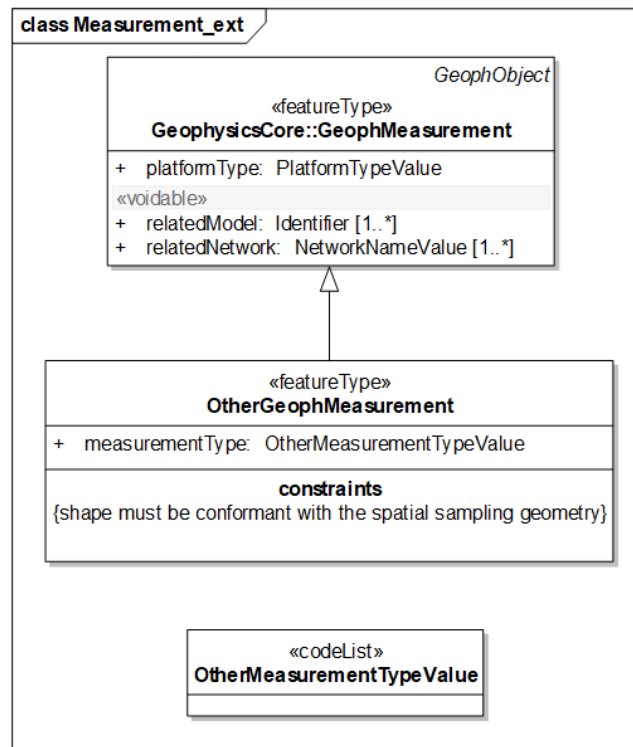 class Measurement_ext
GeophObject
«featureType»
GeophysicsCore::GeophMeasurement
+ platformType: PlatformTypeValue
«voidable»
+ relatedModel: Identifier [1..*]
+ relatedNetwork: NetworkNameValue [1..*]
«featureType»
OtherGeophMeasurement
+ measurementType: OtherMeasurementTypeValue
constraints
{shape must be conformant with the spatial sampling geometry}
«codeList»
OtherMeasurementTypeValue